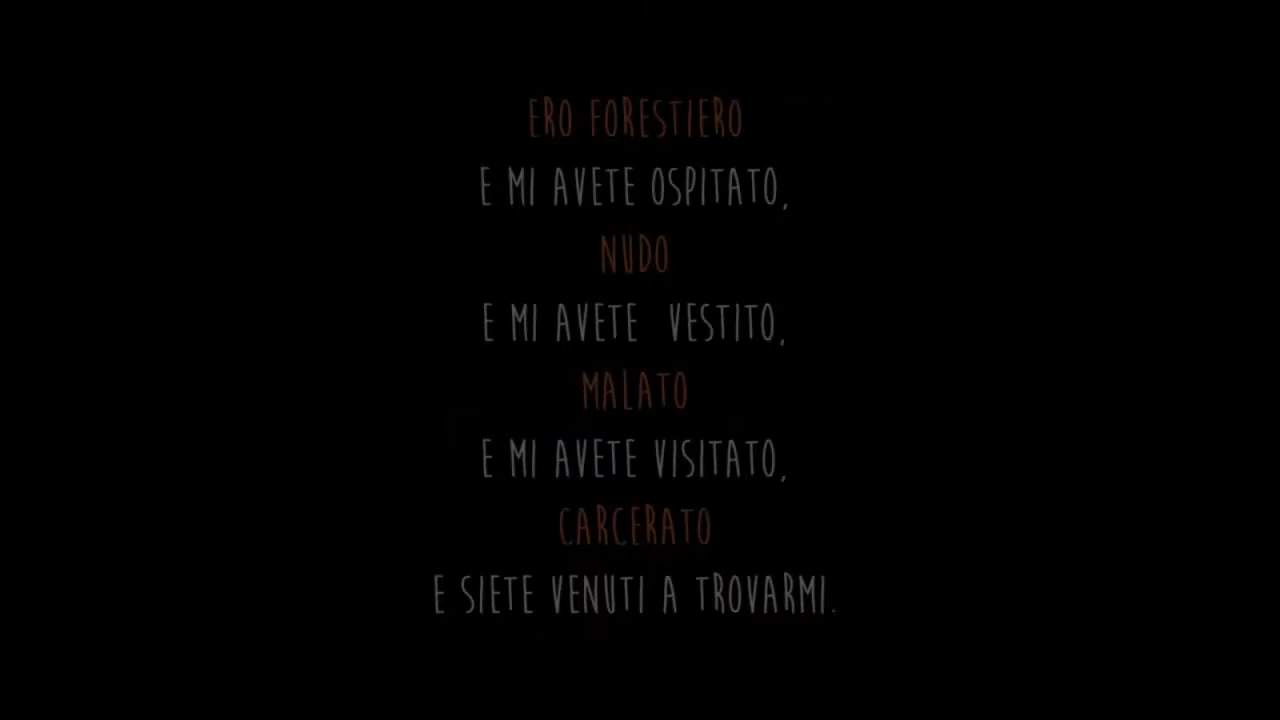 ERO FORESTIERO
E MI AVETE OSPITATO,
NUDO
E MI AVETE VESTITO,
MALATO
E MI AVETE VISITATO,
CARCERATO
E SIETE VENUTI A TROVARMI.